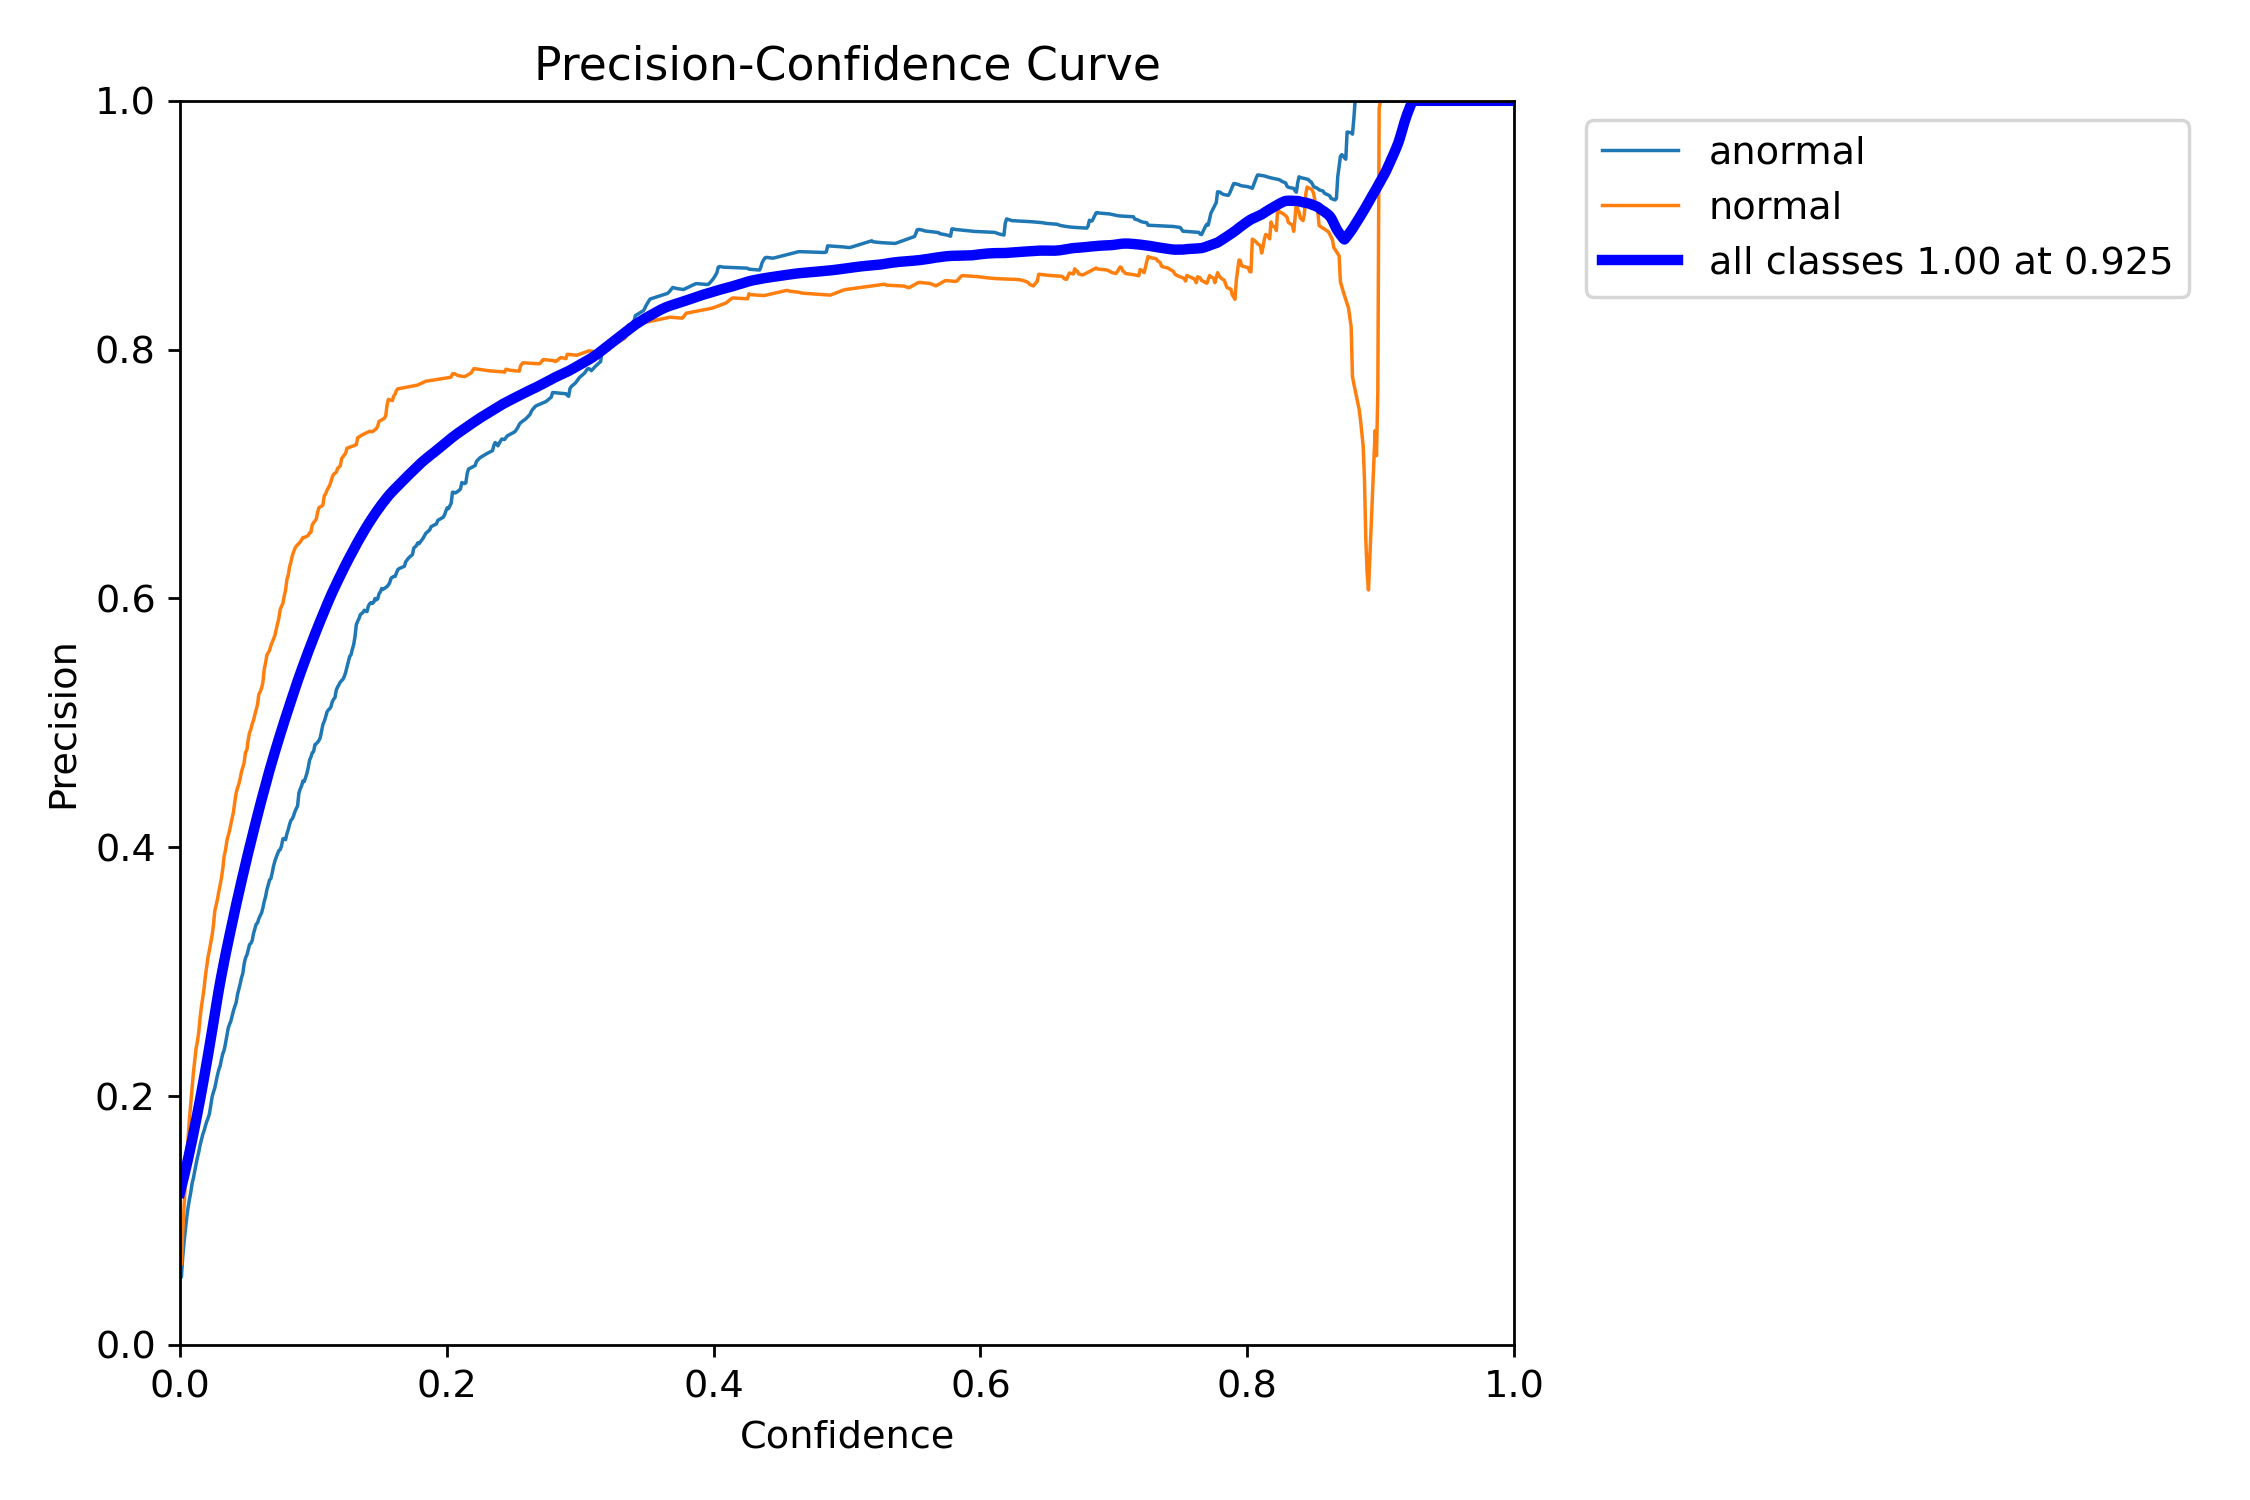 Precision-Confidence Curve
1.0
0.8
0.6
0.4
0.2
0.0
Precision
0.0 0.2 0.4 0.6 0.8 1.0
Confidence
anormal
normal
all classes 1.00 at 0.925